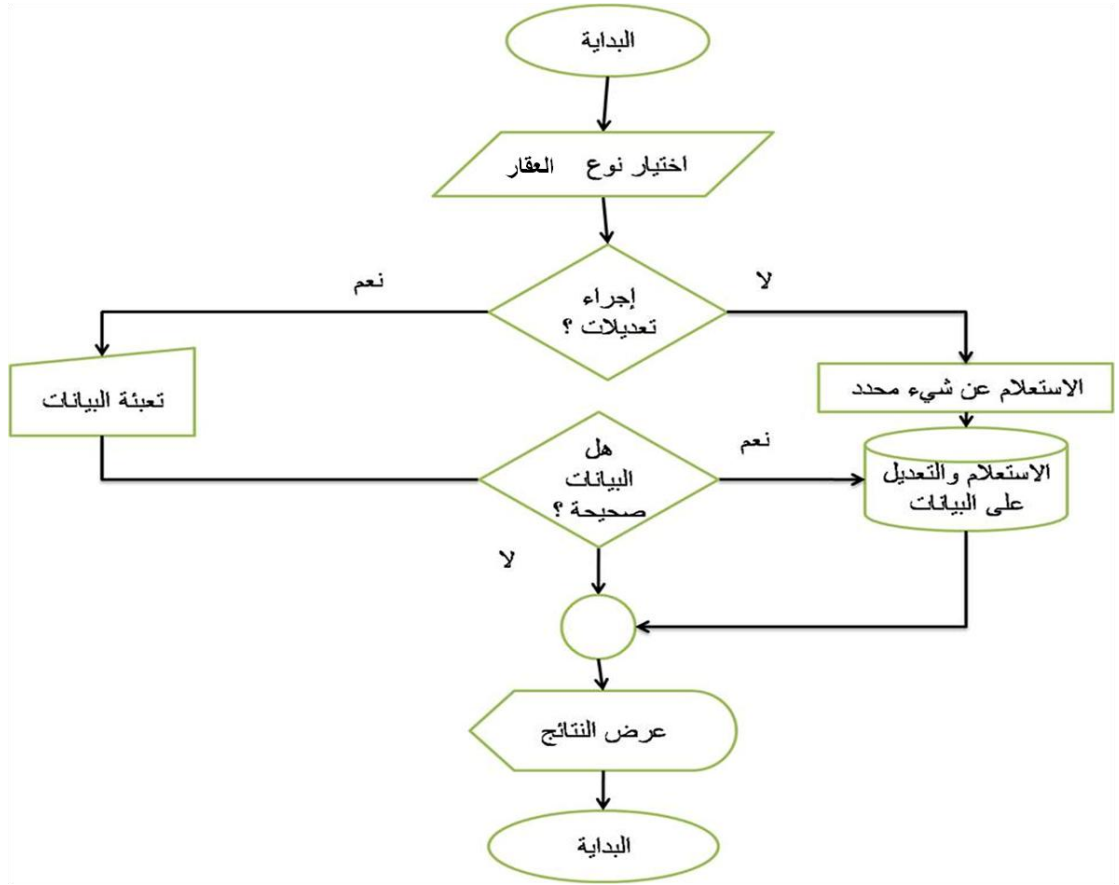 البداية
اختيار نوع العقار
نعم
لا
إجراء
تعديلات ؟
تعبئة البيانات
الاستعلام عن شيء محدد
هل
البيانات
صحيحة ؟
نعم
الاستعلام والتعديل
على البيانات
لا
عرض النتائج
البداية